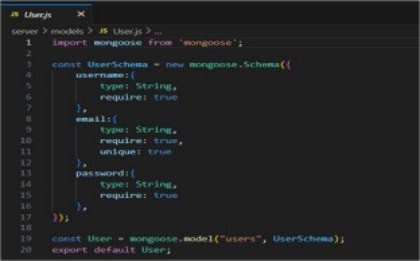 JS User.js ×
server > models > JS User.js > ...
1 import mongoose from 'mongoose';
2
3 const UserSchema = new mongoose.Schema({
4 username:{
5 type: String,
6 require: true
7 },
8 email:{
9 type: String,
10 require: true,
11 unique: true
12 },
13 password:{
14 type: String,
15 require: true
16 },
17 });
18
19 const User = mongoose.model("users", UserSchema);
20 export default User;